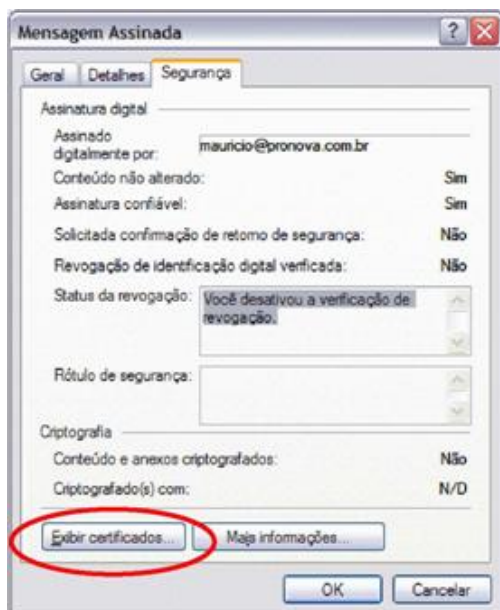 Mensagem Assinada
Geral Detalhes Segurança
Assinatura digital
Assinado
digitalmente por: mauricio@pronova.com.br
Conteúdo não alterado: Sim
Assinatura confiável: Sim
Solicitada confirmação de retorno de segurança: Não
Revogação de identificação digital verificada: Não
Status da revogação: Você desativou a verificação de
revogação.
Rótulo de segurança:
Criptografia
Conteúdo e anexos criptografados: Não
Criptografado(s) com: N/D
Exibir certificados... Mais informações...
OK Cancelar